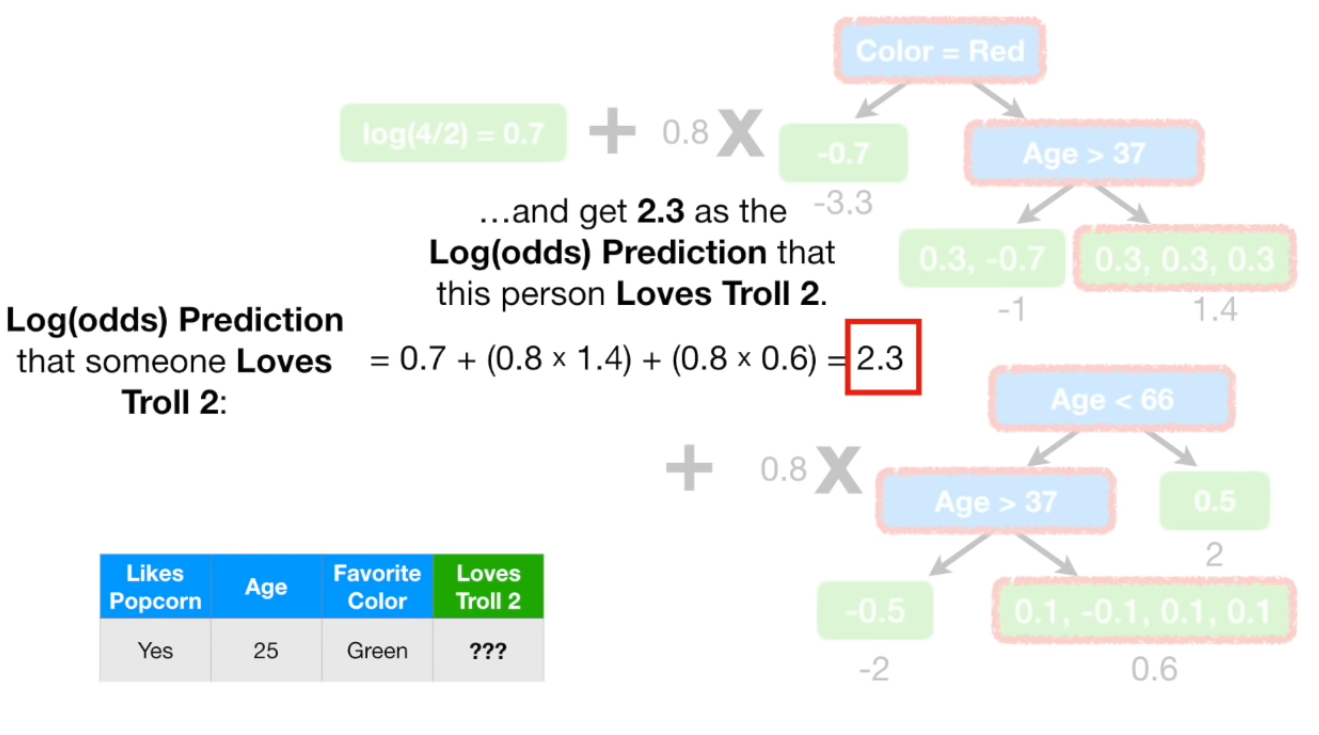 Color = Red
log(4/2) = 0.7 + 0.8 X
-0.7
Age > 37
-3.3
0.3, -0.7
0.3, 0.3, 0.3
-1
1.4
…and get 2.3 as the
Log(odds) Prediction that
this person Loves Troll 2.
Log(odds) Prediction
that someone Loves
Troll 2:
= 0.7 + (0.8 × 1.4) + (0.8 × 0.6) = 2.3
Age < 66
+ 0.8 X
Age > 37
0.5
2
-0.5
0.1, -0.1, 0.1, 0.1
-2
0.6
Likes Popcorn
Age
Favorite Color
Loves Troll 2
Yes
25
Green
???